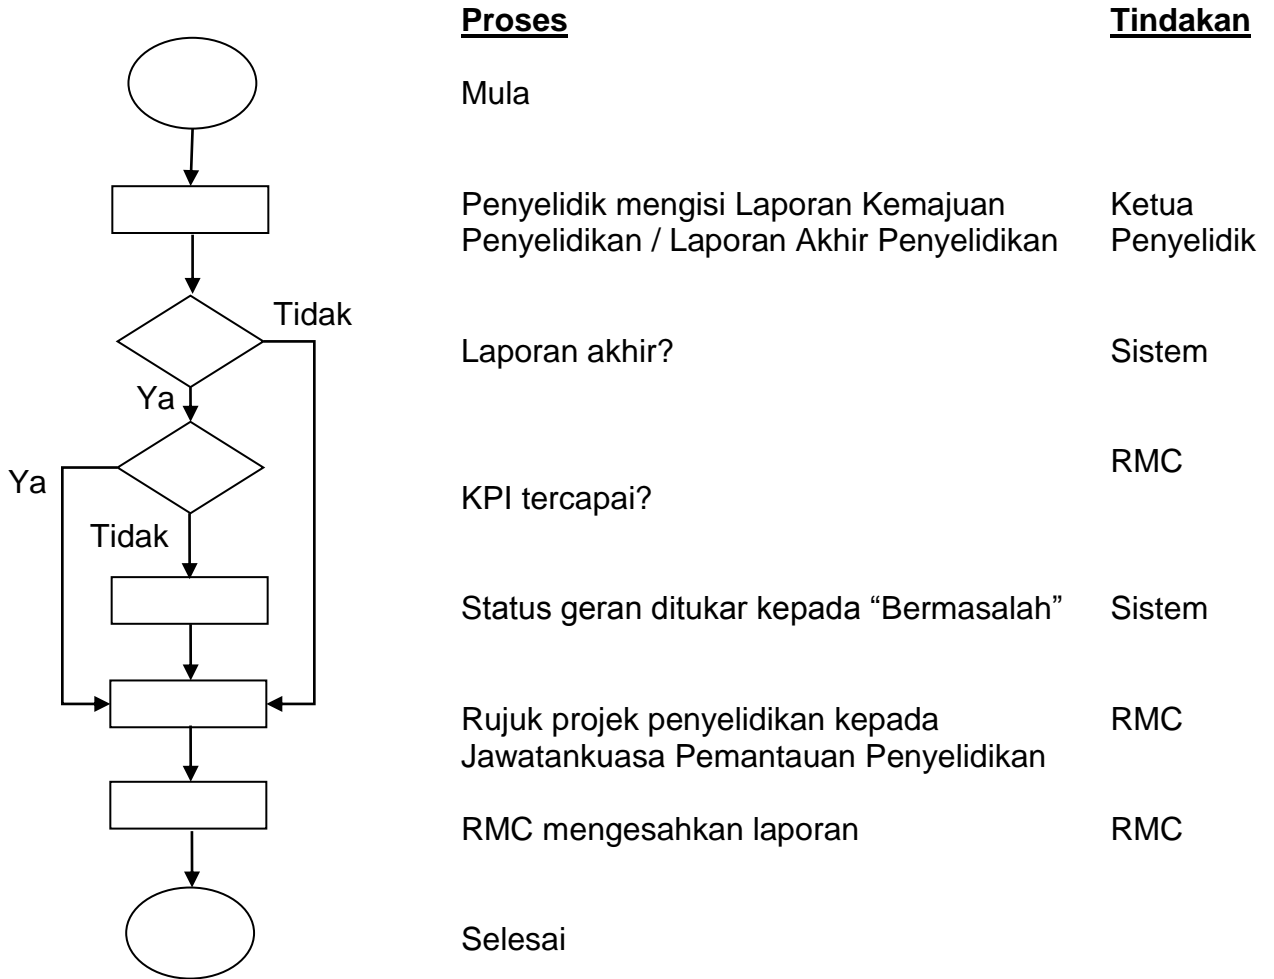 Proses Tindakan
Mula
Penyelidik mengisi Laporan Kemajuan Ketua
Penyelidikan / Laporan Akhir Penyelidikan Penyelidik
Tidak
Laporan akhir? Sistem
Ya
RMC
Ya
KPI tercapai?
Tidak
Status geran ditukar kepada “Bermasalah” Sistem
Rujuk projek penyelidikan kepada RMC
Jawatankuasa Pemantauan Penyelidikan
RMC mengesahkan laporan RMC
Selesai